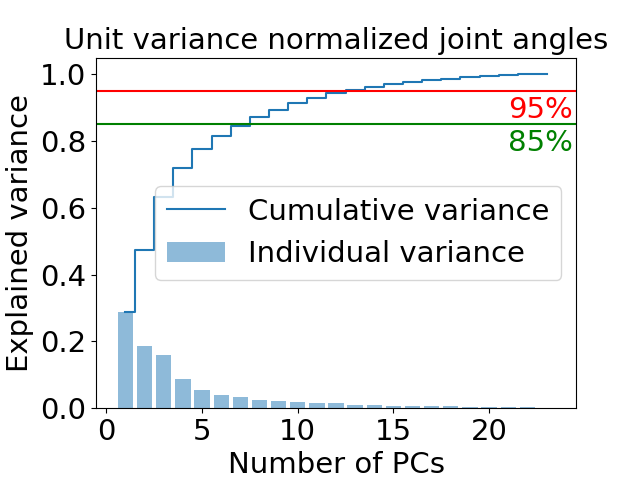 Unit variance normalized joint angles
1.0
0.8
0.6
0.4
0.2
0.0
Explained variance
95%
85%
Cumulative variance
Individual variance
0 5 10 15 20
Number of PCs